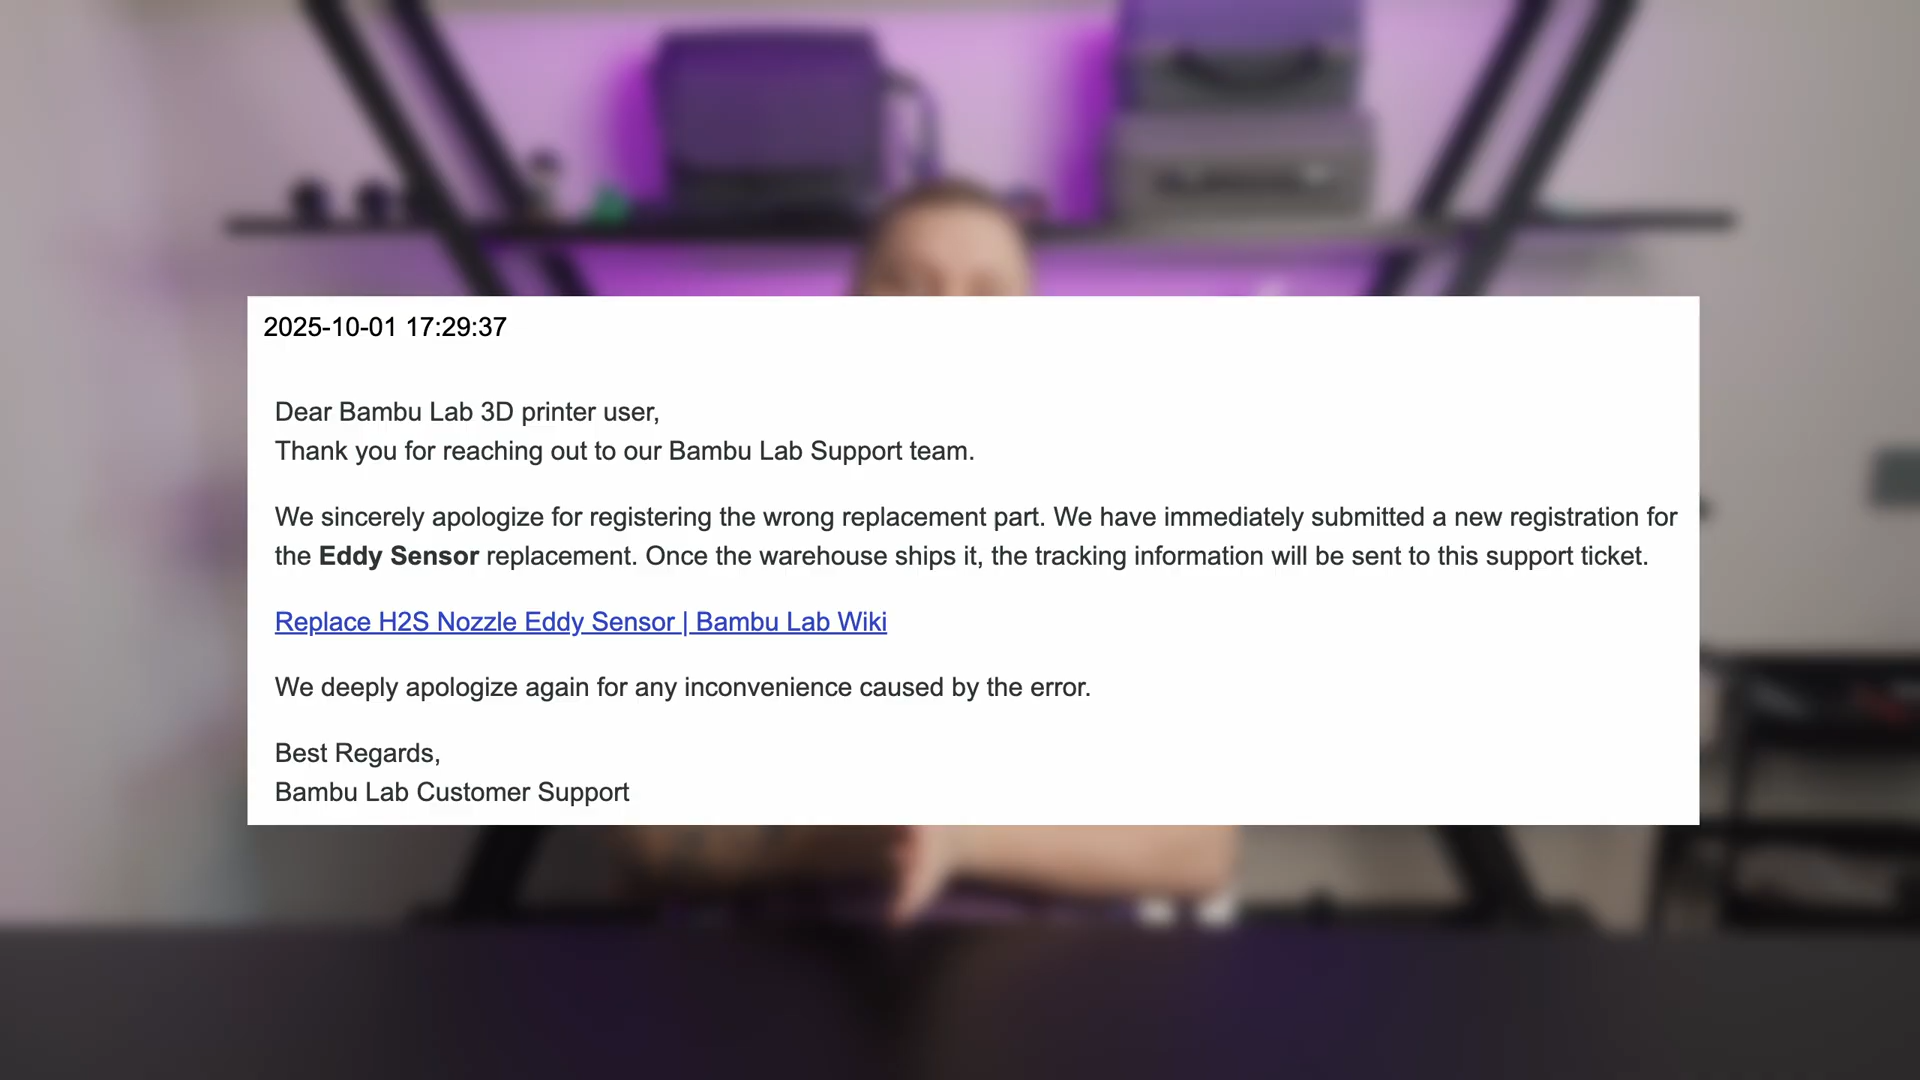 2025-10-01 17:29:37
Dear Bambu Lab 3D printer user,
Thank you for reaching out to our Bambu Lab Support team.
We sincerely apologize for registering the wrong replacement part. We have immediately submitted a new registration for
the Eddy Sensor replacement. Once the warehouse ships it, the tracking information will be sent to this support ticket.
Replace H2S Nozzle Eddy Sensor | Bambu Lab Wiki
We deeply apologize again for any inconvenience caused by the error.
Best Regards,
Bambu Lab Customer Support